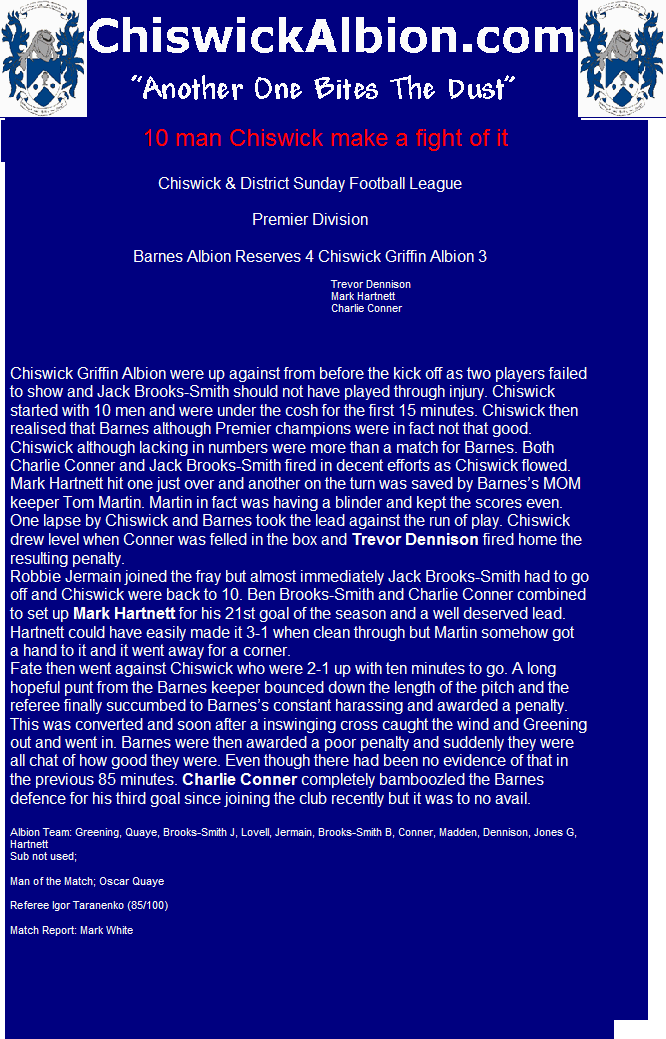 ChiswickAlbion.com
“Another One Bites The Dust”
10 man Chiswick make a fight of it
Chiswick & District Sunday Football League
Premier Division
Barnes Albion Reserves 4 Chiswick Griffin Albion 3
Trevor Dennison
Mark Hartnett
Charlie Conner
Chiswick Griffin Albion were up against from before the kick off as two players failed
to show and Jack Brooks-Smith should not have played through injury. Chiswick
started with 10 men and were under the cosh for the first 15 minutes. Chiswick then
realised that Barnes although Premier champions were in fact not that good.
Chiswick although lacking in numbers were more than a match for Barnes. Both
Charlie Conner and Jack Brooks-Smith fired in decent efforts as Chiswick flowed.
Mark Hartnett hit one just over and another on the turn was saved by Barnes’s MOM
keeper Tom Martin. Martin in fact was having a blinder and kept the scores even.
One lapse by Chiswick and Barnes took the lead against the run of play. Chiswick
drew level when Conner was felled in the box and Trevor Dennison fired home the
resulting penalty.
Robbie Jermain joined the fray but almost immediately Jack Brooks-Smith had to go
off and Chiswick were back to 10. Ben Brooks-Smith and Charlie Conner combined
to set up Mark Hartnett for his 21st goal of the season and a well deserved lead.
Hartnett could have easily made it 3-1 when clean through but Martin somehow got
a hand to it and it went away for a corner.
Fate then went against Chiswick who were 2-1 up with ten minutes to go. A long
hopeful punt from the Barnes keeper bounced down the length of the pitch and the
referee finally succumbed to Barnes’s constant harassing and awarded a penalty.
This was converted and soon after a inswinging cross caught the wind and Greening
out and went in. Barnes were then awarded a poor penalty and suddenly they were
all chat of how good they were. Even though there had been no evidence of that in
the previous 85 minutes. Charlie Conner completely bamboozled the Barnes
defence for his third goal since joining the club recently but it was to no avail.
Albion Team: Greening, Quaye, Brooks-Smith J, Lovell, Jermain, Brooks-Smith B, Conner, Madden, Dennison, Jones G,
Hartnett
Sub not used;
Man of the Match; Oscar Quaye
Referee Igor Taranenko (85/100)
Match Report: Mark White